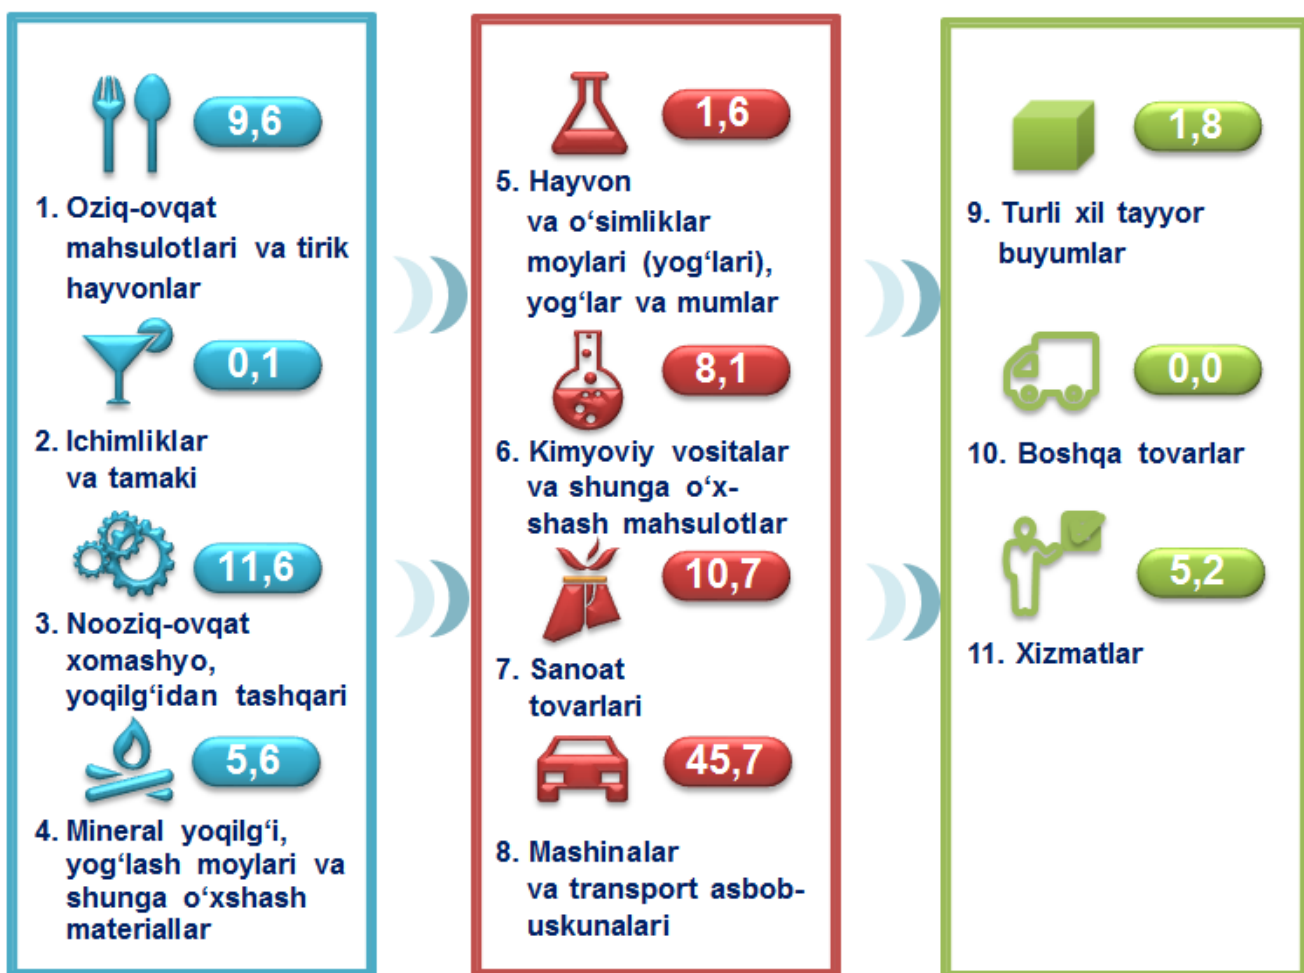 9,6
1. Oziq-ovqat
mahsulotlari va tirik
hayvonlar
0,1
2. Ichimliklar
va tamaki
11,6
3. Nooziq-ovqat
xomashyo,
yoqilg‘idan tashqari
5,6
4. Mineral yoqilg‘i,
yog‘lash moylari va
shunga o‘xshash
materiallar
1,6
5. Hayvon
va o‘simliklar
moylari (yog‘lari),
yog‘lar va mumlar
8,1
6. Kimyoviy vositalar
va shunga o‘x-
shash mahsulotlar
10,7
7. Sanoat
tovarlari
45,7
8. Mashinalar
va transport asbob-
uskunalari
1,8
9. Turli xil tayyor
buyumlar
0,0
10. Boshqa tovarlar
5,2
11. Xizmatlar